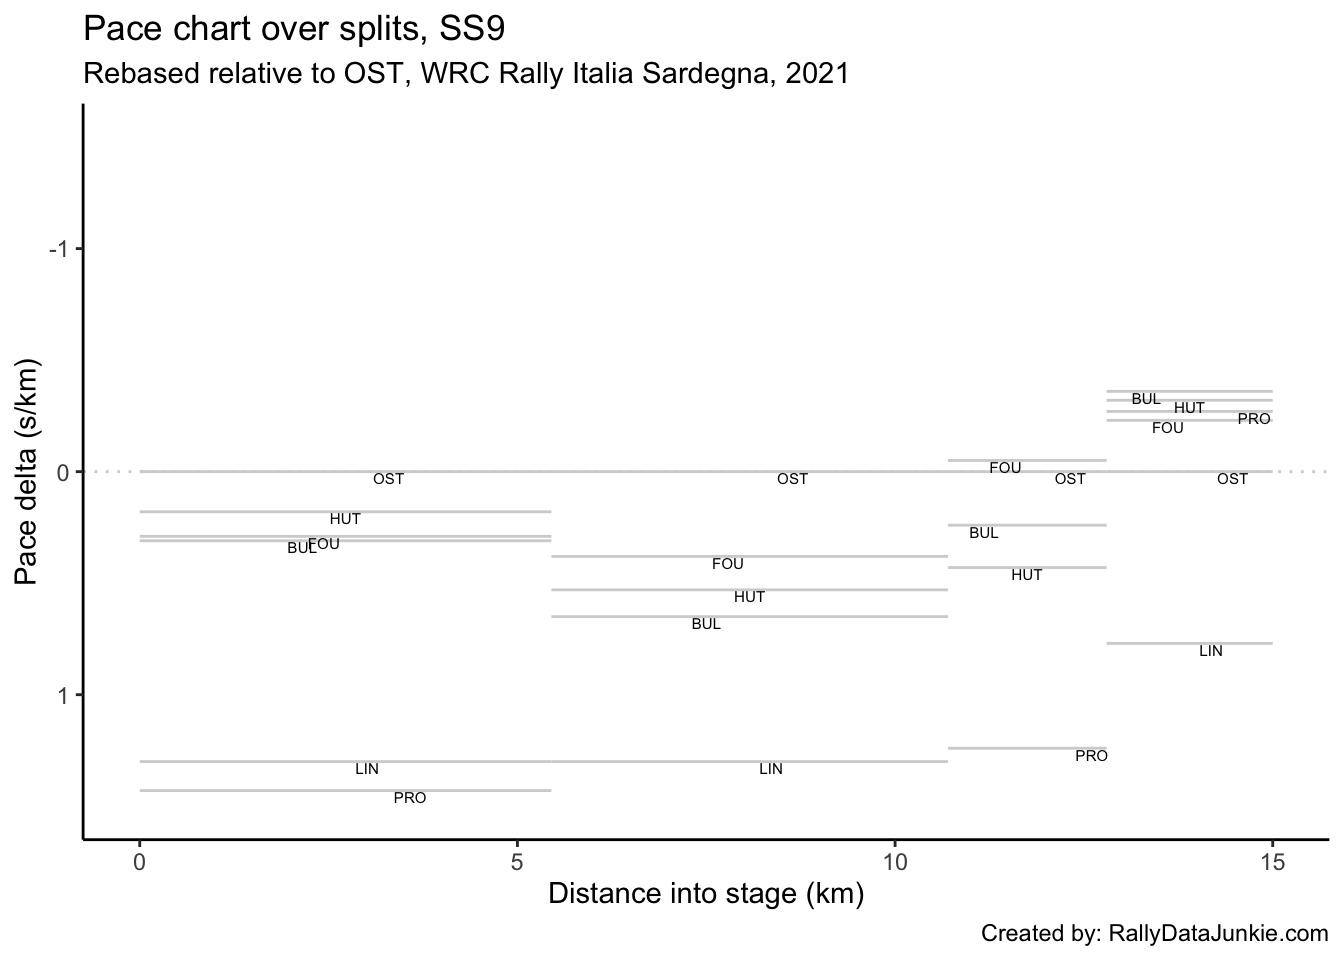 Pace chart over splits, SS9
Rebased relative to OST, WRC Rally Italia Sardegna, 2021
Pace delta (s/km)
-1
0
1
BUL
HUT
PRO
FOU
FOU
OST
OST
OST
OST
HUT
FOU
BUL
BUL
HUT
FOU
HUT
BUL
LIN
PRO
LIN
LIN
PRO
0 5 10 15
Distance into stage (km)
Created by: RallyDataJunkie.com